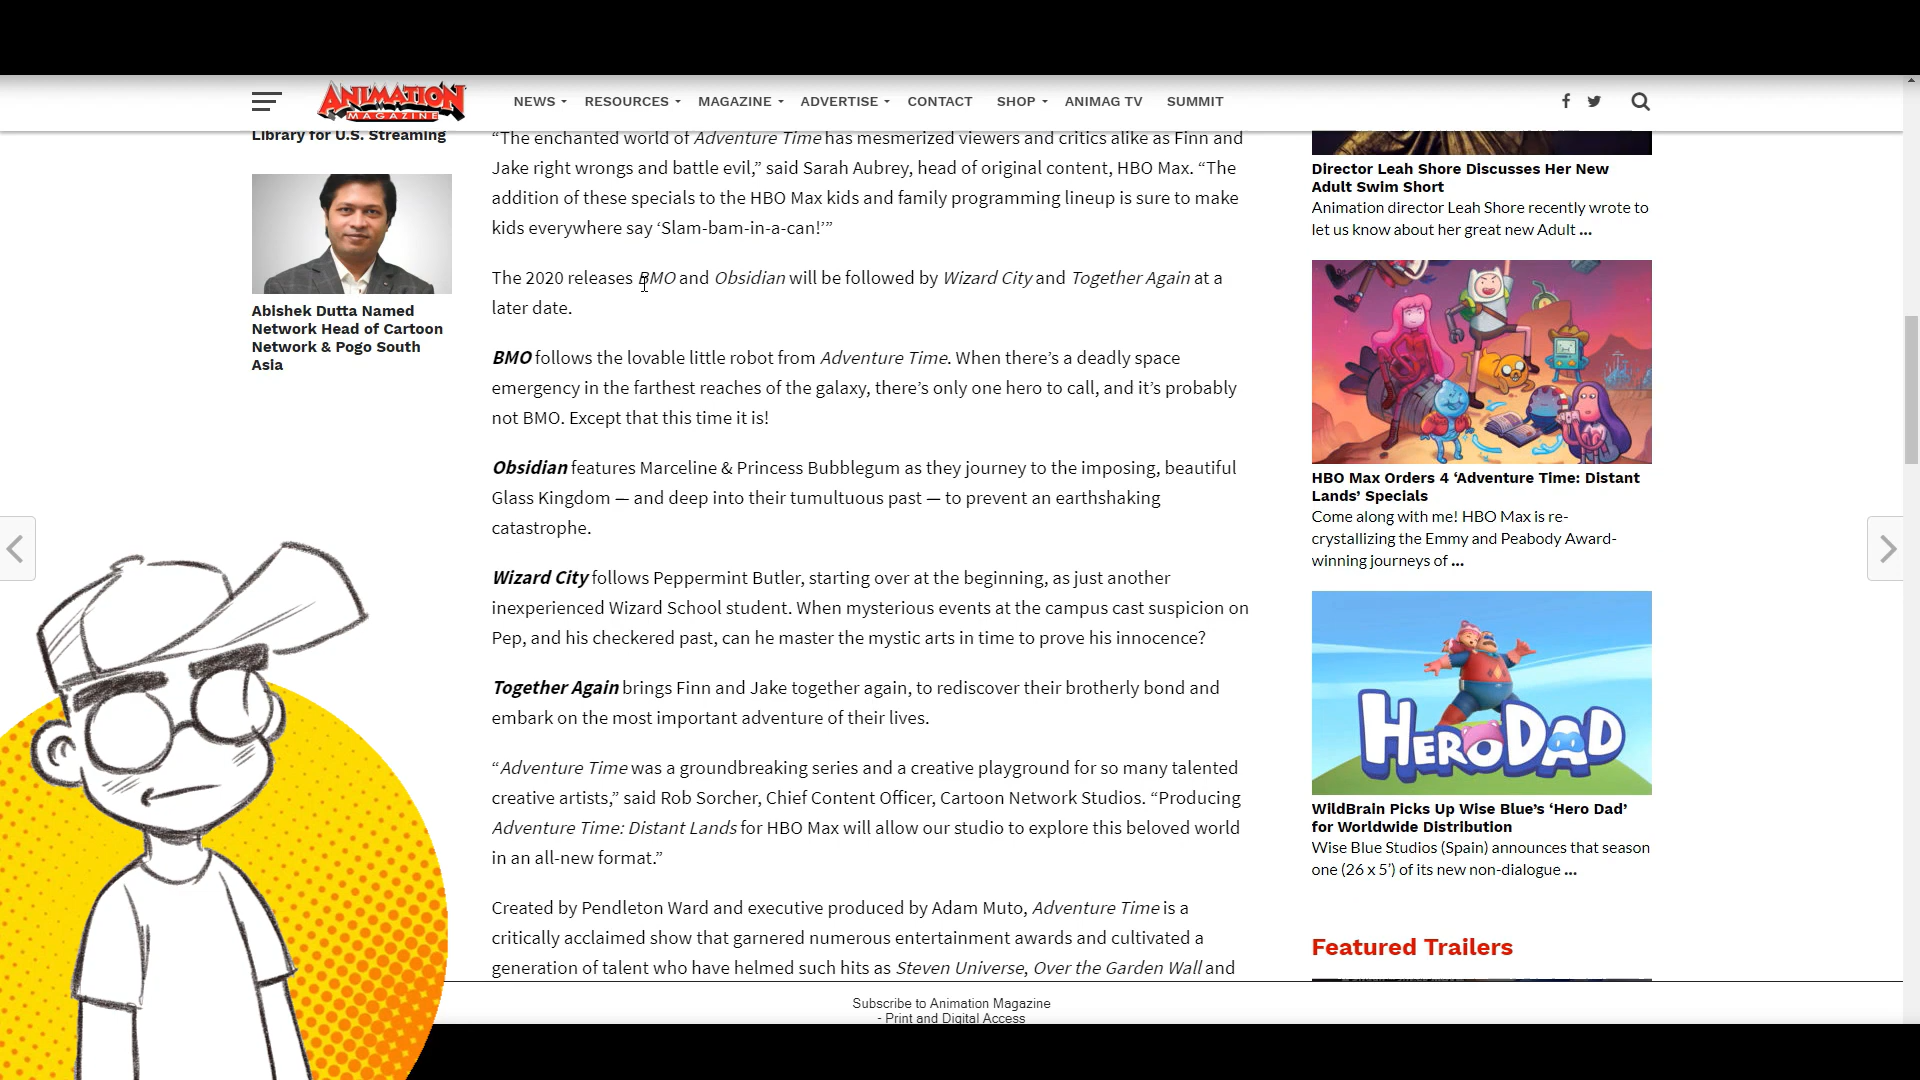 ANIMATION
MAGAZINE
NEWS
RESOURCES
MAGAZINE
ADVERTISE
CONTACT
SHOP
ANIMAG TV
SUMMIT
Library for U.S. Streaming
Abishek Dutta Named
Network Head of Cartoon
Network & Pogo South
Asia
“The enchanted world of Adventure Time has mesmerized viewers and critics alike as Finn and
Jake right wrongs and battle evil,” said Sarah Aubrey, head of original content, HBO Max. “The
addition of these specials to the HBO Max kids and family programming lineup is sure to make
kids everywhere say ‘Slam-bam-in-a-can!’”
The 2020 releases BMO and Obsidian will be followed by Wizard City and Together Again at a
later date.
BMO follows the lovable little robot from Adventure Time. When there’s a deadly space
emergency in the farthest reaches of the galaxy, there’s only one hero to call, and it’s probably
not BMO. Except that this time it is!
Obsidian features Marceline & Princess Bubblegum as they journey to the imposing, beautiful
Glass Kingdom — and deep into their tumultuous past — to prevent an earthshaking
catastrophe.
Wizard City follows Peppermint Butler, starting over at the beginning, as just another
inexperienced Wizard School student. When mysterious events at the campus cast suspicion on
Pep, and his checkered past, can he master the mystic arts in time to prove his innocence?
Together Again brings Finn and Jake together again, to rediscover their brotherly bond and
embark on the most important adventure of their lives.
“Adventure Time was a groundbreaking series and a creative playground for so many talented
creative artists,” said Rob Sorcher, Chief Content Officer, Cartoon Network Studios. “Producing
Adventure Time: Distant Lands for HBO Max will allow our studio to explore this beloved world
in an all-new format.”
Created by Pendleton Ward and executive produced by Adam Muto, Adventure Time is a
critically acclaimed show that garnered numerous entertainment awards and cultivated a
generation of talent who have helmed such hits as Steven Universe, Over the Garden Wall and
Director Leah Shore Discusses Her New
Adult Swim Short
Animation director Leah Shore recently wrote to
let us know about her great new Adult ...
HBO Max Orders 4 ‘Adventure Time: Distant
Lands’ Specials
Come along with me! HBO Max is re-
crystallizing the Emmy and Peabody Award-
winning journeys of ...
HERODAD
WildBrain Picks Up Wise Blue’s ‘Hero Dad’
for Worldwide Distribution
Wise Blue Studios (Spain) announces that season
one (26 x 5’) of its new non-dialogue ...
Featured Trailers
Subscribe to Animation Magazine
- Print and Digital Access